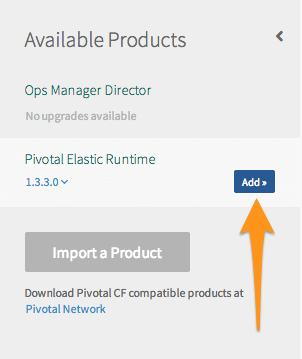 Available Products
Ops Manager Director
No upgrades available
Pivotal Elastic Runtime
1.3.3.0
Add »
Import a Product
Download Pivotal CF compatible products at
Pivotal Network